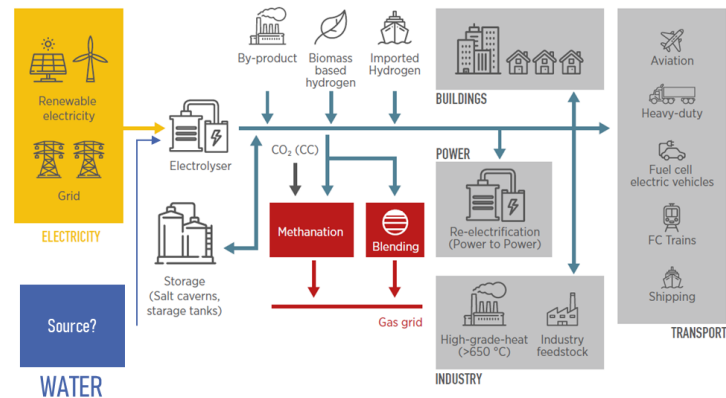 By-product
Biomass
based
hydrogen
Imported
Hydrogen
Renewable
electricity
Grid
ELECTRICITY
Electrolyser
CO₂ (CC)
Methanation
Blending
Gas grid
Storage
(Salt caverns,
starage tanks)
Source?
WATER
BUILDINGS
POWER
Re-electrification
(Power to Power)
High-grade-heat
(>650 °C)
Industry
feedstock
INDUSTRY
Aviation
Heavy-duty
Fuel cell
electric vehicles
FC Trains
Shipping
TRANSPORT